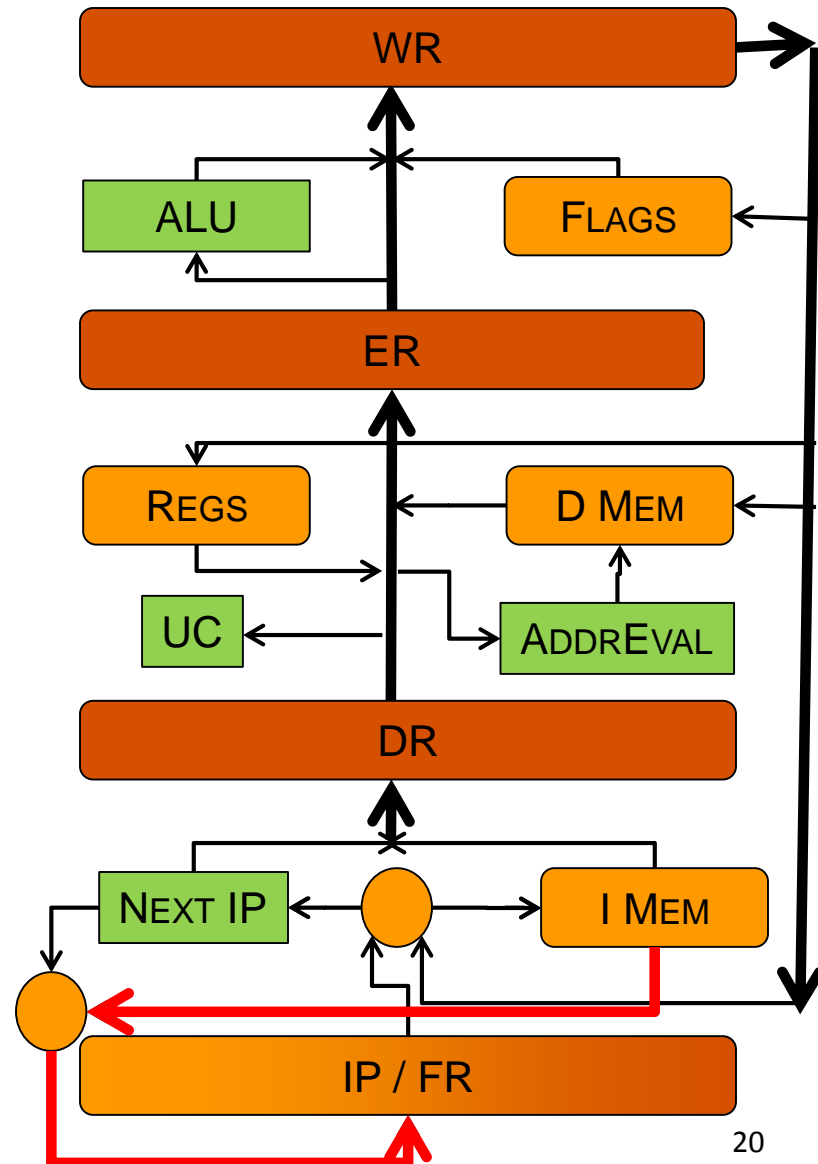 WR
ALU
FLAGS
ER
REGS
D MEM
UC
ADDREVAL
DR
NEXT IP
I MEM
IP / FR
20